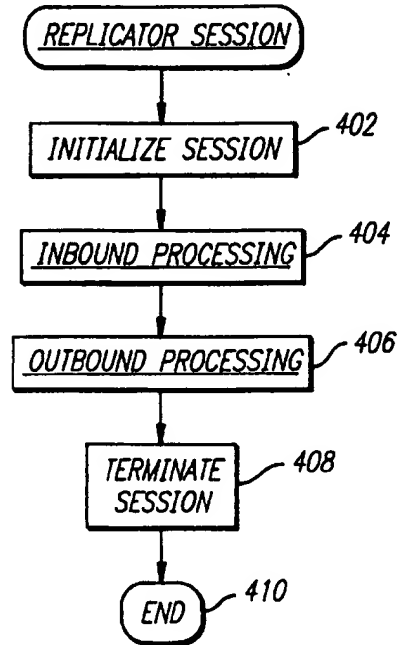 REPLICATOR SESSION
INITIALIZE SESSION
402
INBOUND PROCESSING
404
OUTBOUND PROCESSING
406
TERMINATE
SESSION
408
END
410